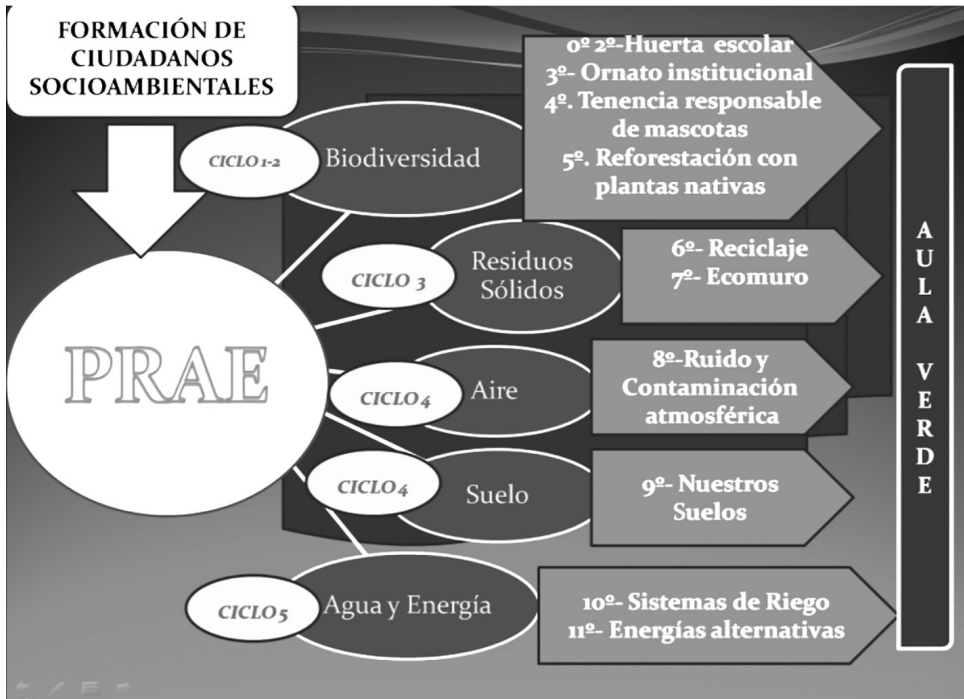 FORMACIÓN DE
CIUDADANOS
SOCIOAMBIENTALES
PRAE
CICLO 1-2
Biodiversidad
0º 2º-Huerta escolar
3º- Ornato institucional
4º. Tenencia responsable
de mascotas
5º. Reforestación con
plantas nativas
CICLO 3
Residuos
Sólidos
6º- Reciclaje
7º- Ecomuro
CICLO 4
Aire
8º-Ruido y
Contaminación
atmosférica
CICLO 4
Suelo
9º- Nuestros
Suelos
CICLO 5
Agua y Energía
10º- Sistemas de Riego
11º- Energías alternativas
AULA VERDE